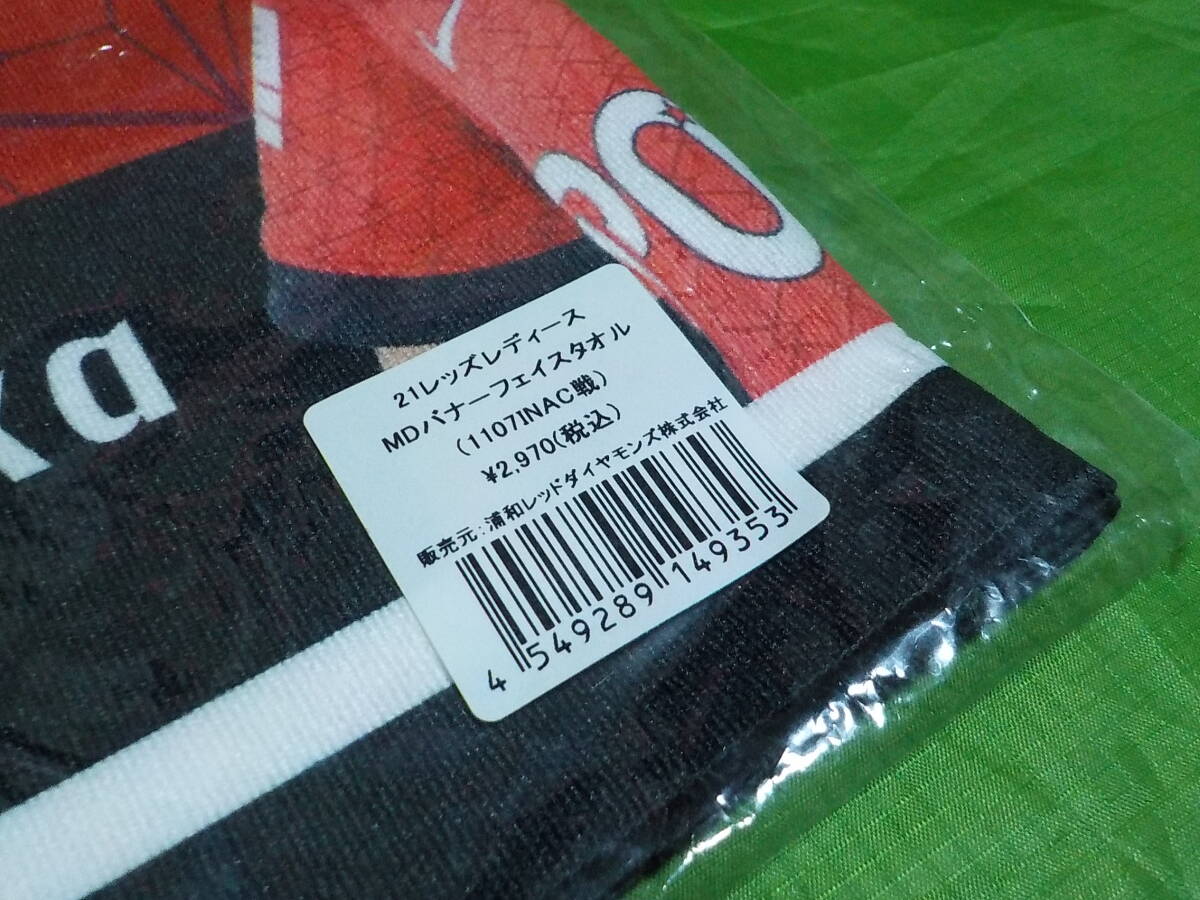 21レッズレディース
MDバナーフェイスタオル
(1107INAC戦)
¥2,970(税込)
販売元:浦和レッドダイヤモンズ株式会社
4 549289 149353